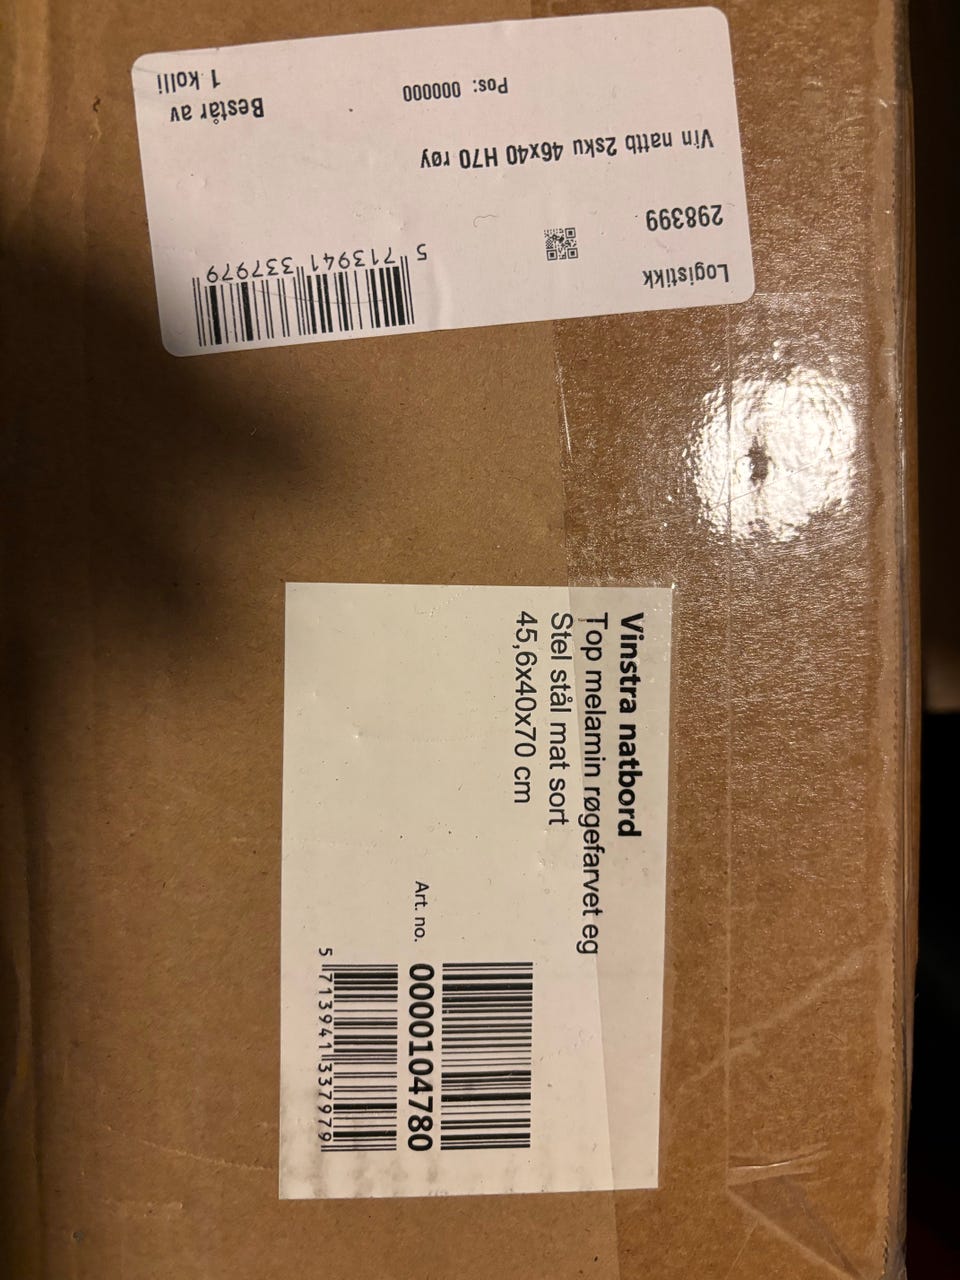 Logistikk
298399
Vin nattb 2sku 46x40 H70 røy
Pos: 000000
Består av
1 kolli
5 713941 337979
Vinstra natbord
Top melamin røgefarvet eg
Stel stål mat sort
45,6x40x70 cm
Art. no.
0000104780
5 713941 337979